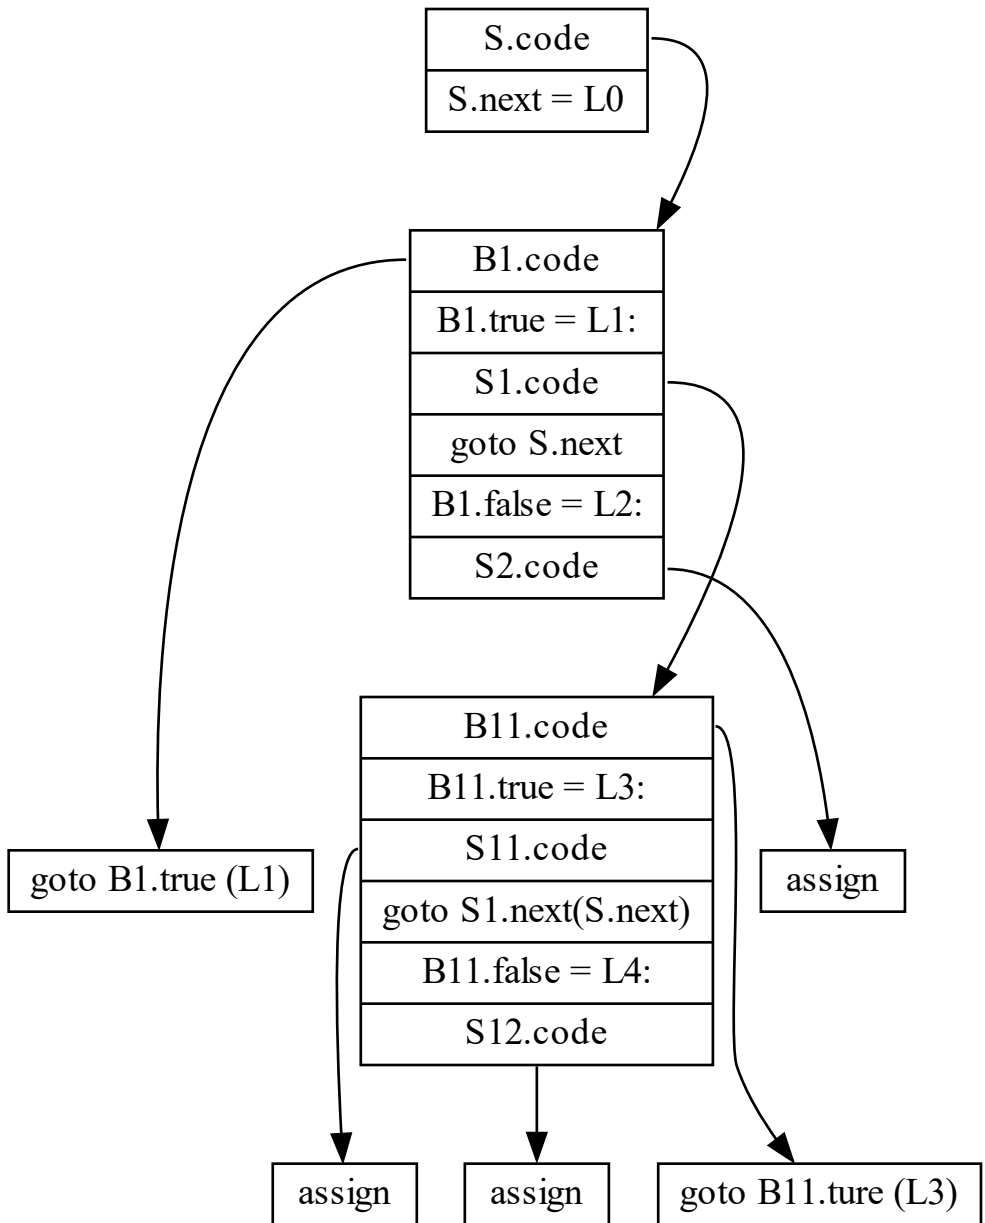 S.code
S.next = L0
B1.code
B1.true = L1:
S1.code
goto S.next
B1.false = L2:
S2.code
B11.code
B11.true = L3:
S11.code
goto S1.next(S.next)
B11.false = L4:
S12.code
goto B1.true (L1)
assign
assign
assign
goto B11.ture (L3)